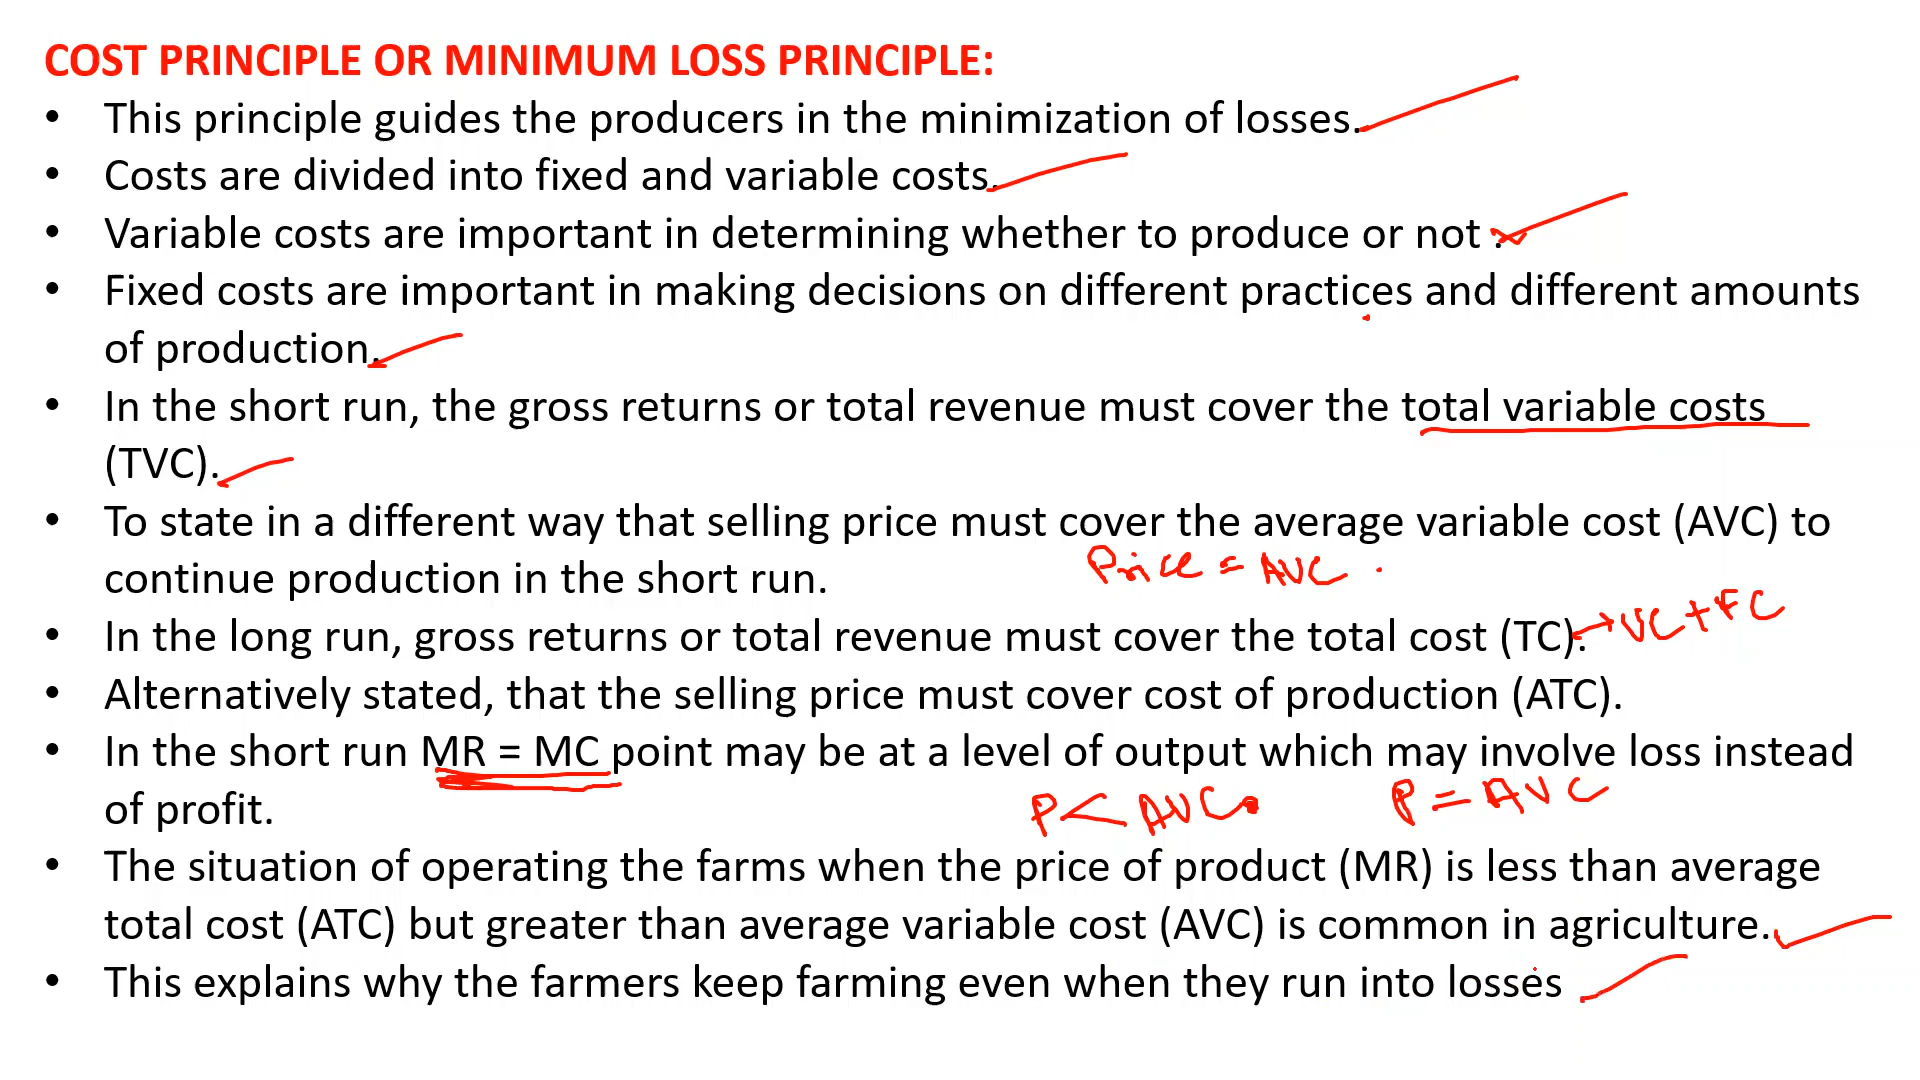 COST PRINCIPLE OR MINIMUM LOSS PRINCIPLE:
• This principle guides the producers in the minimization of losses.
• Costs are divided into fixed and variable costs.
• Variable costs are important in determining whether to produce or not .
• Fixed costs are important in making decisions on different practices and different amounts
of production.
• In the short run, the gross returns or total revenue must cover the total variable costs
(TVC).
• To state in a different way that selling price must cover the average variable cost (AVC) to
continue production in the short run.
Price = AVC .
• In the long run, gross returns or total revenue must cover the total cost (TC).
→ VC + FC
• Alternatively stated, that the selling price must cover cost of production (ATC).
• In the short run MR = MC point may be at a level of output which may involve loss instead
of profit.
P < AVC. P = AVC
• The situation of operating the farms when the price of product (MR) is less than average
total cost (ATC) but greater than average variable cost (AVC) is common in agriculture.
• This explains why the farmers keep farming even when they run into losses